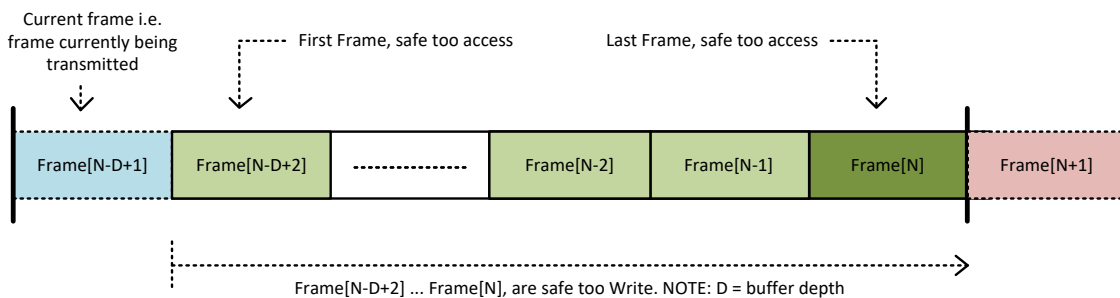 Current frame i.e.
frame currently being
transmitted
First Frame, safe too access
Last Frame, safe too access
Frame[N-D+1]
Frame[N-D+2]
Frame[N-2]
Frame[N-1]
Frame[N]
Frame[N+1]
Frame[N-D+2] ... Frame[N], are safe too Write. NOTE: D = buffer depth